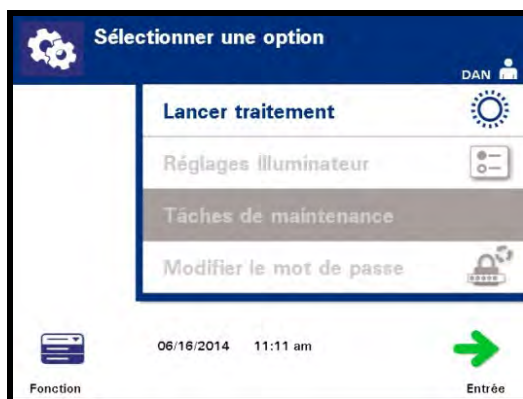 Sélectionner une option
DAN
Lancer traitement
Réglages Illuminateur
Tâches de maintenance
Modifier le mot de passe
06/16/2014 11:11 am
Fonction
Entrée